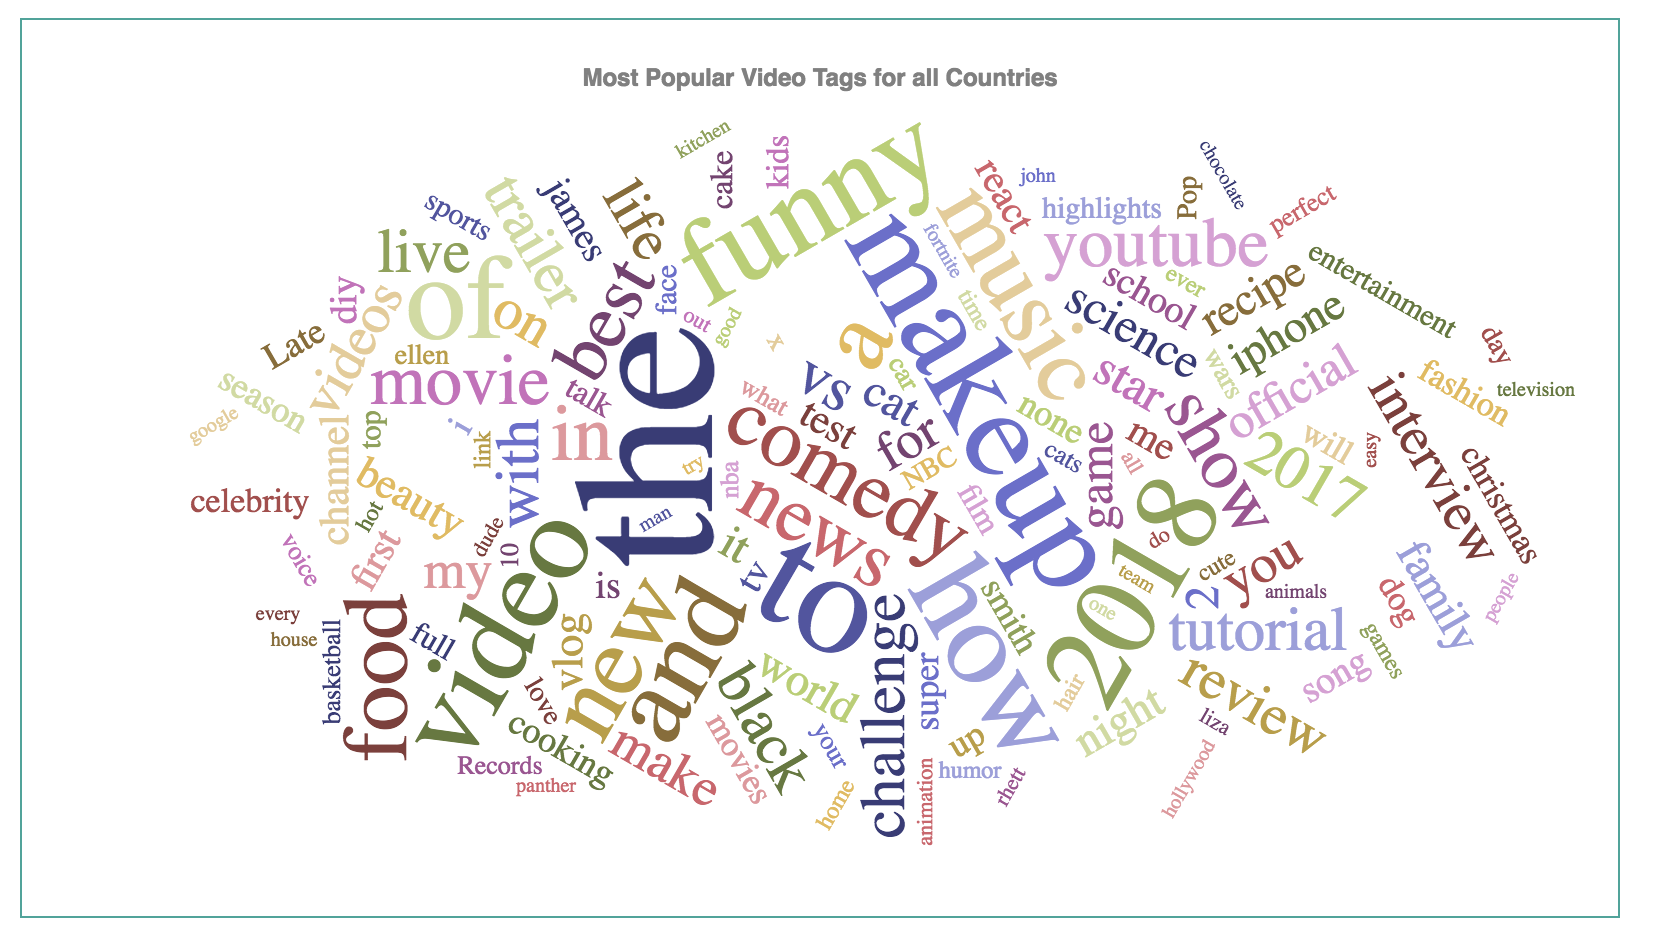 Most Popular Video Tags for all Countries
kitchen
cake
kids
funny
react
john
chocolate
Pop
perfect
highlights
youtube
sports
trailer
james
life
live
of
on
best
face
out
good
fortnite
makeup
music
time
school
ever
science
recipe
entertainment
iphone
wars
day
diy
videos
Late
ellen
movie
talk
the
x
a
car
vs
cat
what
test
for
none
star
show
official
fashion
television
season
google
channel
top
i
link
with
in
comedy
NBC
cats
me
all
game
2017
will
easy
interview
christmas
celebrity
beauty
hot
dude
10
man
try
nba
news
film
2018
do
voice
first
my
video
is
it
tv
to
how
smith
team
one
cute
you
2
animals
tutorial
family
dog
people
games
every
house
basketball
food
full
love
vlog
new
and
black
world
challenge
super
hair
night
review
song
liza
hollywood
cooking
Records
panther
make
movies
your
home
animation
up
humor
rhett